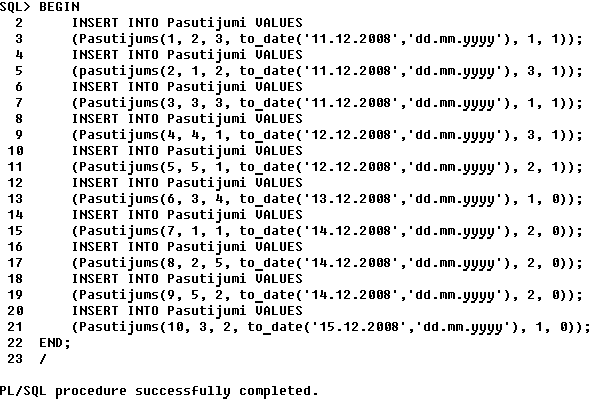 SQL> BEGIN
2 INSERT INTO Pasutijumi VALUES
3 (Pasutijums(1, 2, 3, to_date('11.12.2008','dd.mm.yyyy'), 1, 1));
4 INSERT INTO Pasutijumi VALUES
5 (pasutijums(2, 1, 2, to_date('11.12.2008','dd.mm.yyyy'), 3, 1);
6 INSERT INTO Pasutijumi VALUES
7 (Pasutijums(3, 3, 3, to_date('11.12.2008','dd.mm.yyyy'), 1, 1));
8 INSERT INTO Pasutijumi VALUES
9 (Pasutijums(4, 4, 1, to_date('12.12.2008','dd.mm.yyyy'), 3, 1);
10 INSERT INTO Pasutijumi VALUES
11 (Pasutijums(5, 5, 1, to_date('12.12.2008','dd.mm.yyyy'), 2, 1));
12 INSERT INTO Pasutijumi VALUES
13 (Pasutijums(6, 3, 4, to_date('13.12.2008','dd.mm.yyyy'), 1, 0));
14 INSERT INTO Pasutijumi VALUES
15 (Pasutijums(7, 1, 1, to_date('14.12.2008','dd.mm.yyyy'), 2, 0));
16 INSERT INTO Pasutijumi VALUES
17 (Pasutijums(8, 2, 5, to_date('14.12.2008','dd.mm.yyyy'), 2, 0));
18 INSERT INTO Pasutijumi VALUES
19 (Pasutijums(9, 5, 2, to_date('14.12.2008','dd.mm.yyyy'), 2, 0));
20 INSERT INTO Pasutijumi VALUES
21 (Pasutijums(10, 3, 2, to_date('15.12.2008','dd.mm.yyyy'), 1, 0));
22 END;
23 /
PL/SQL procedure successfully completed.